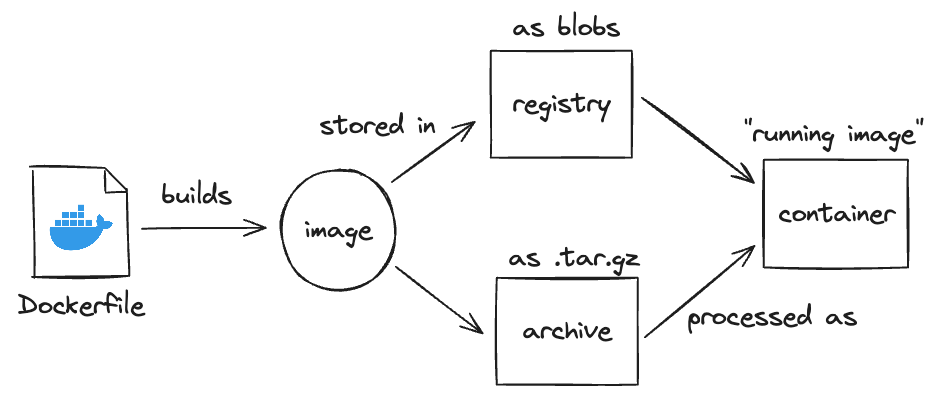 Dockerfile
builds
image
stored in
as blobs
registry
as .tar.gz
archive
processed as
"running image"
container